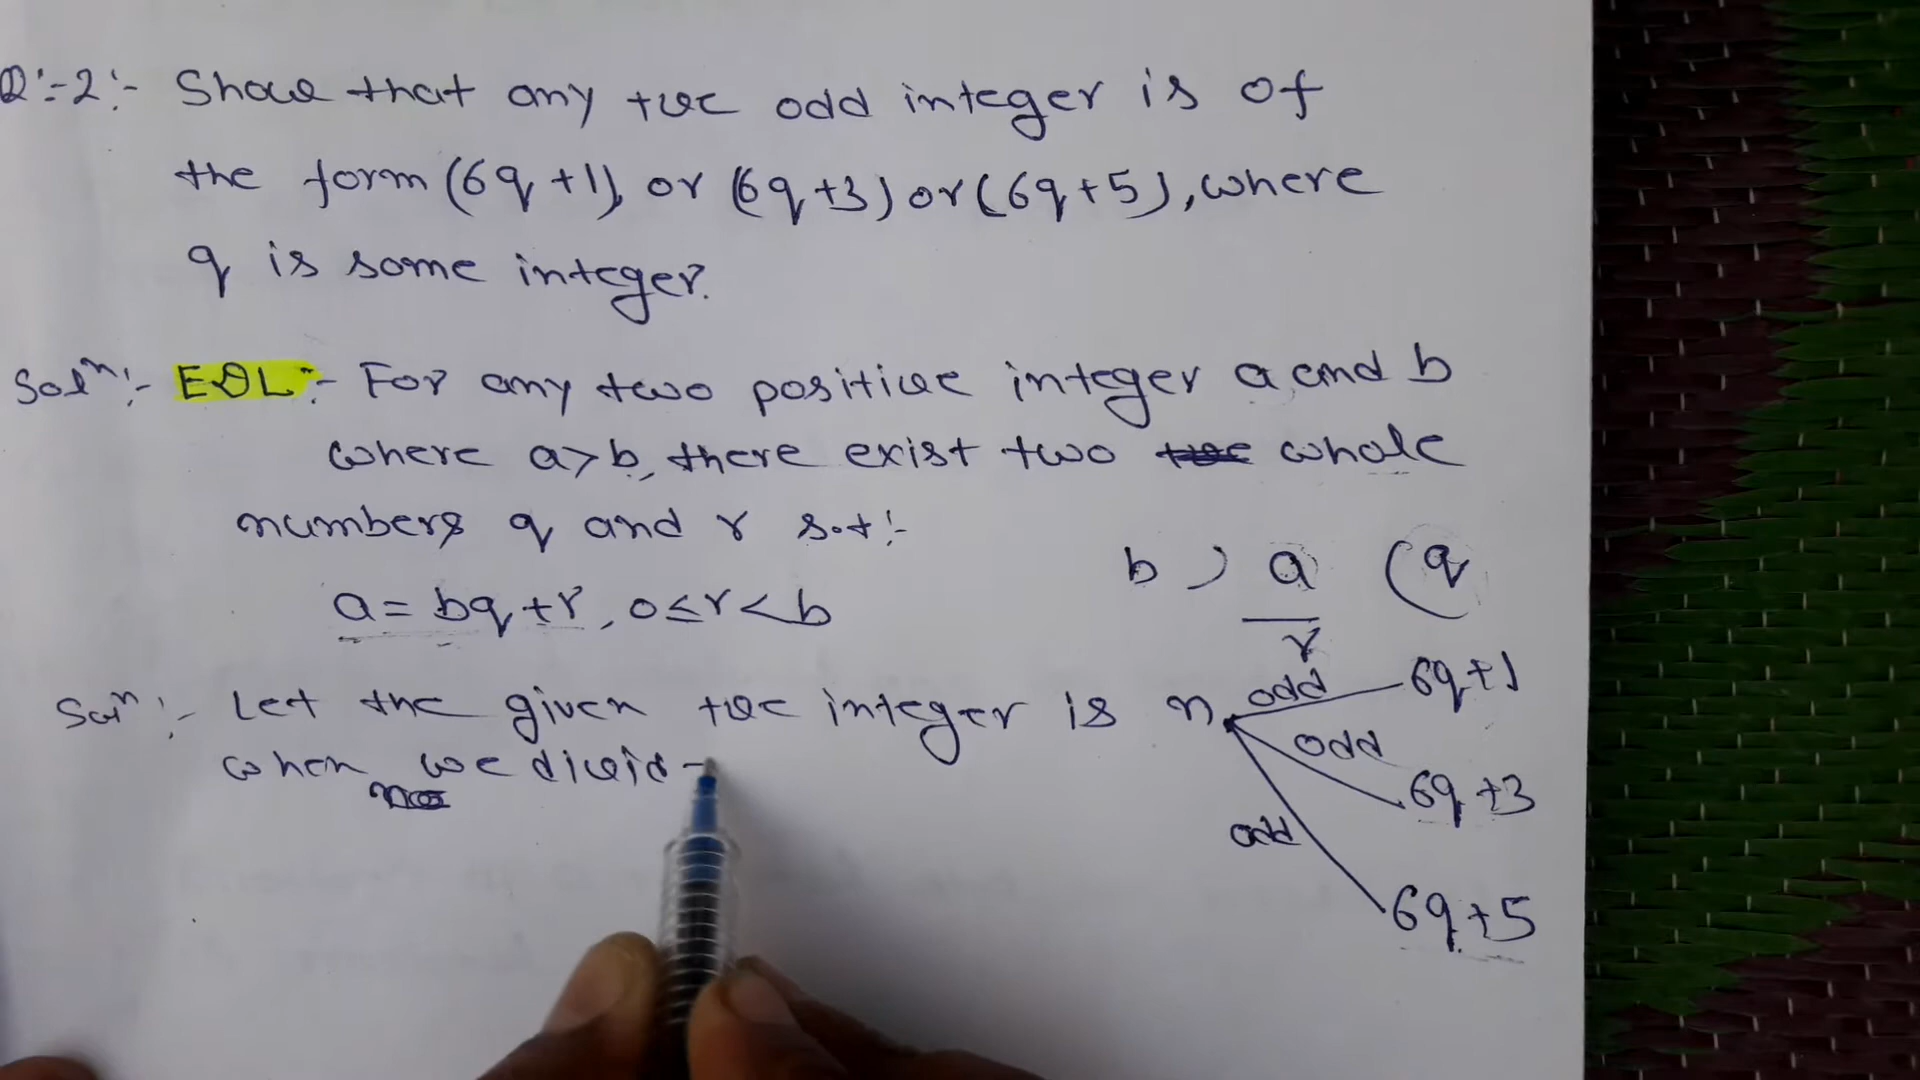 Q:-2:- Show that any +ve odd integer is of
the form (6q+1), or (6q+3) or (6q+5), where
q is some integer.
Solⁿ:- EDL:- For any two positive integer a and b
where a>b, there exist two whole
numbers q and r s.t:-
a = bq+r, 0≤r<b
b ) a ( q
r
Solⁿ:- Let the given +ve integer is n
when we divid
odd 6q+1
odd 6q+3
odd 6q+5